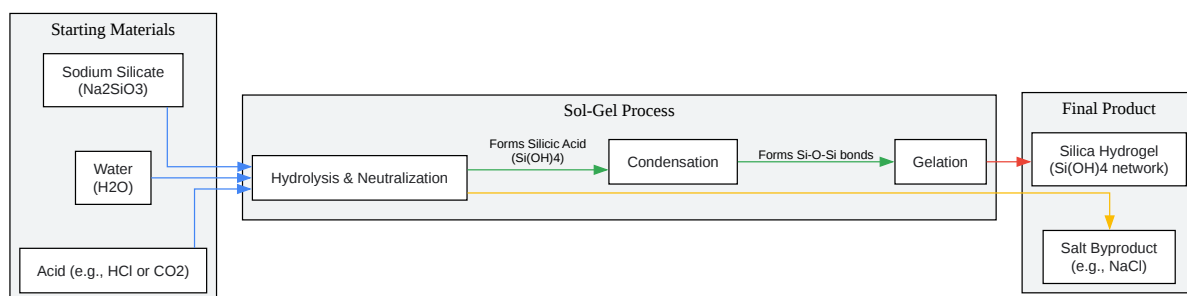 Starting Materials
Sodium Silicate
(Na2SiO3)
Water
(H2O)
Acid (e.g., HCl or CO2)
Sol-Gel Process
Hydrolysis & Neutralization
Forms Silicic Acid
(Si(OH)4)
Condensation
Forms Si-O-Si bonds
Gelation
Final Product
Silica Hydrogel
(Si(OH)4 network)
Salt Byproduct
(e.g., NaCl)